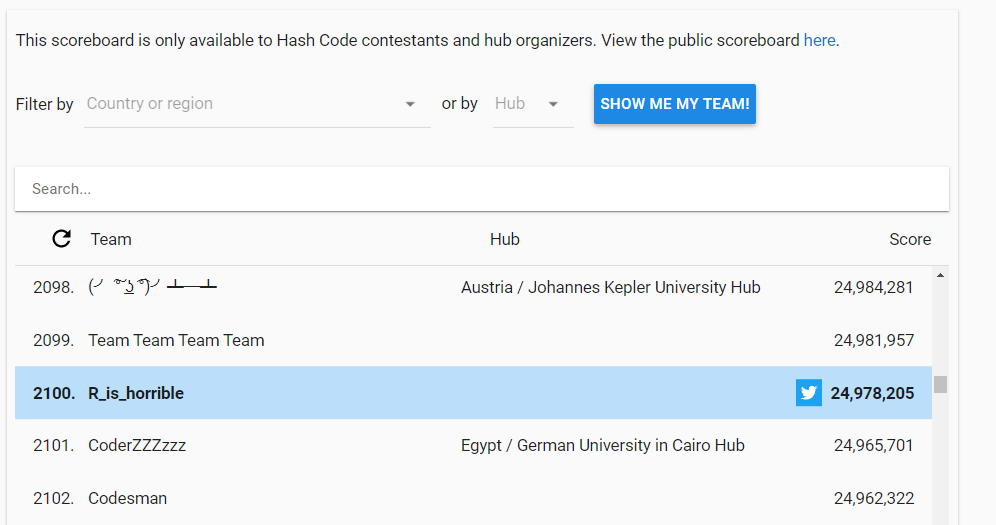 This scoreboard is only available to Hash Code contestants and hub organizers. View the public scoreboard here.
Filter by Country or region or by Hub SHOW ME MY TEAM!
Search...
Team Hub Score
2098. (╯ ͠° ͟ʖ ͡°)╯ ┻━┻ Austria / Johannes Kepler University Hub 24,984,281
2099. Team Team Team Team 24,981,957
2100. R_is_horrible 24,978,205
2101. CoderZZZzzz Egypt / German University in Cairo Hub 24,965,701
2102. Codesman 24,962,322